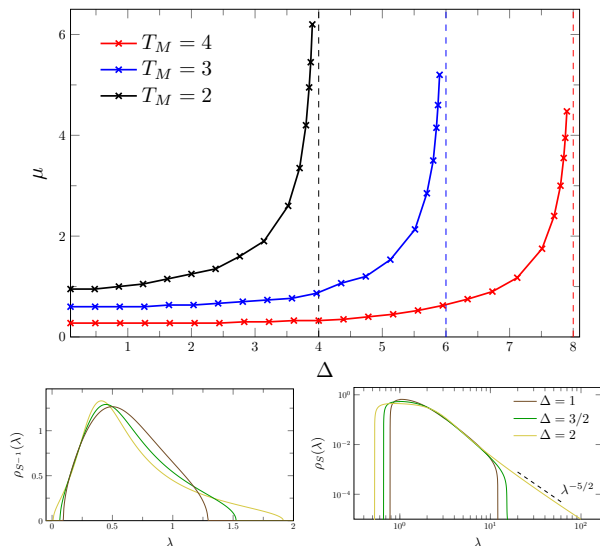 6
4
2
0
μ
T_M = 4
T_M = 3
T_M = 2
1 2 3 4 5 6 7 8
Δ
ρ_{S^{-1}}(λ)
1
0.5
0
0 0.5 1 1.5 2
λ
ρ_S(λ)
10^0
10^{-2}
10^{-4}
Δ = 1
Δ = 3/2
Δ = 2
λ^{-5/2}
10^0 10^1 10^2
λ